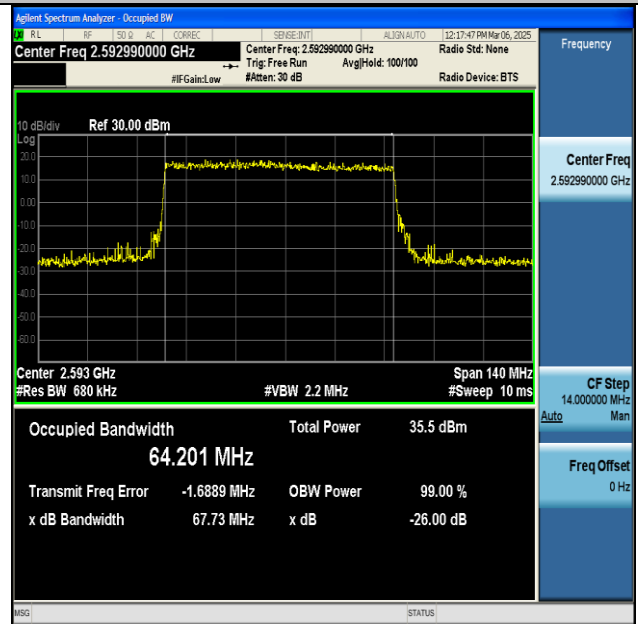 Agilent Spectrum Analyzer - Occupied BW
LXI RL RF 50 Ω AC CORREC SENSE:INT ALIGN AUTO 12:17:47 PM Mar 06, 2025
Center Freq 2.592990000 GHz Center Freq: 2.592990000 GHz Radio Std: None
Trig: Free Run Avg|Hold: 100/100
#IFGain:Low #Atten: 30 dB Radio Device: BTS
Frequency
10 dB/div Ref 30.00 dBm
Log
20.0
10.0
0.00
-10.0
-20.0
-30.0
-40.0
-50.0
-60.0
Center 2.593 GHz Span 140 MHz
#Res BW 680 kHz #VBW 2.2 MHz #Sweep 10 ms
Occupied Bandwidth Total Power 35.5 dBm
64.201 MHz
Transmit Freq Error -1.6889 MHz OBW Power 99.00 %
x dB Bandwidth 67.73 MHz x dB -26.00 dB
Center Freq
2.592990000 GHz
CF Step
14.000000 MHz
Auto Man
Freq Offset
0 Hz
MSG STATUS